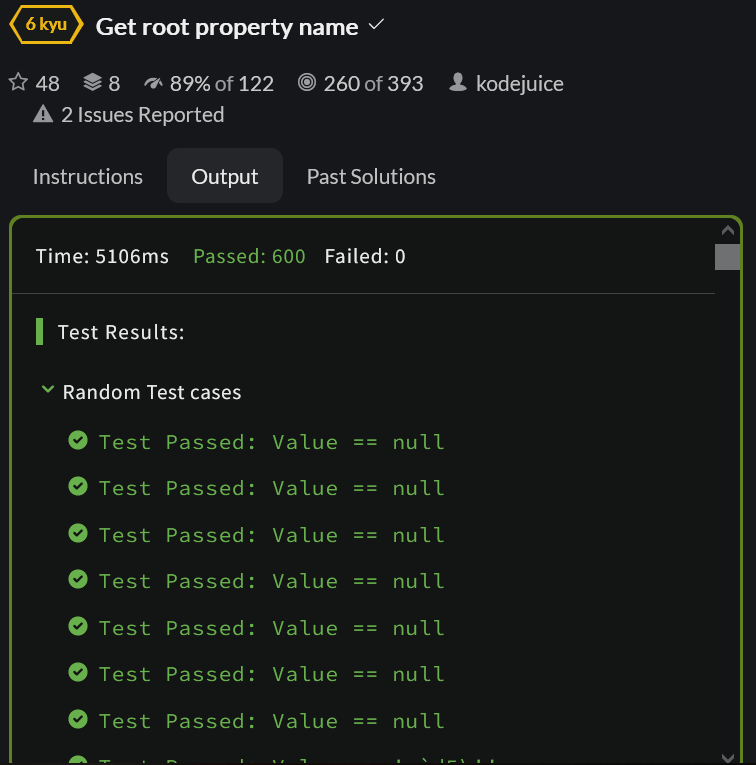 6 kyu Get root property name
48 8 89% of 122 260 of 393 kodejuice
2 Issues Reported
Instructions Output Past Solutions
Time: 5106ms Passed: 600 Failed: 0
Test Results:
Random Test cases
Test Passed: Value == null
Test Passed: Value == null
Test Passed: Value == null
Test Passed: Value == null
Test Passed: Value == null
Test Passed: Value == null
Test Passed: Value == null
Test Passed: Value